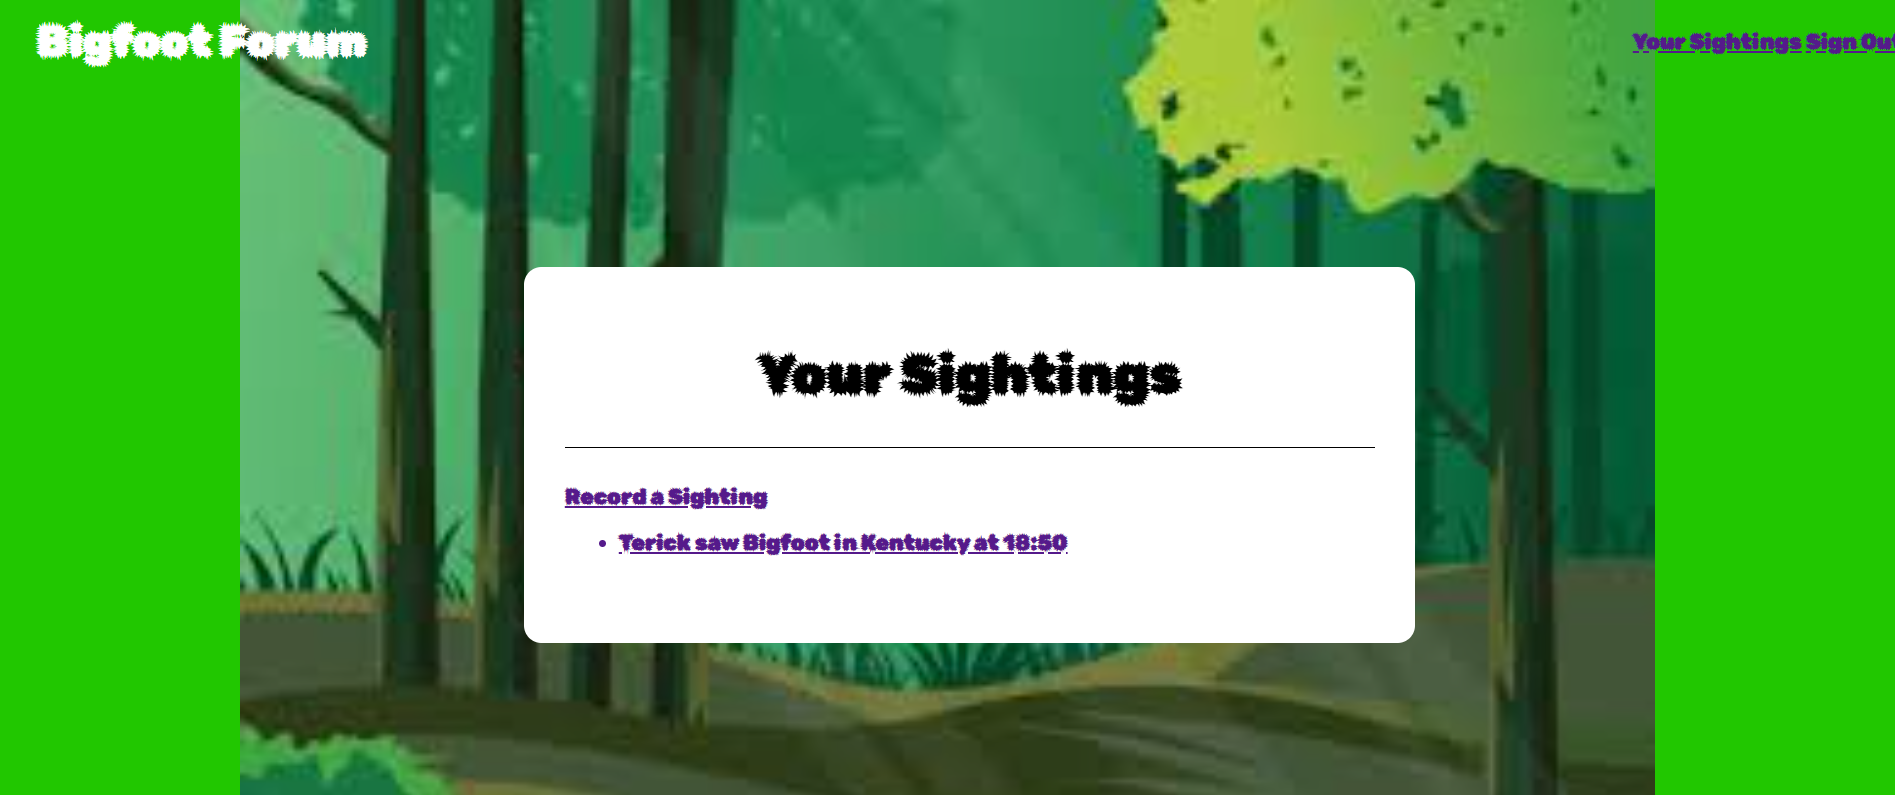 Bigfoot Forum
Your Sightings Sign Out
Your Sightings
Record a Sighting
Terick saw Bigfoot in Kentucky at 18:50